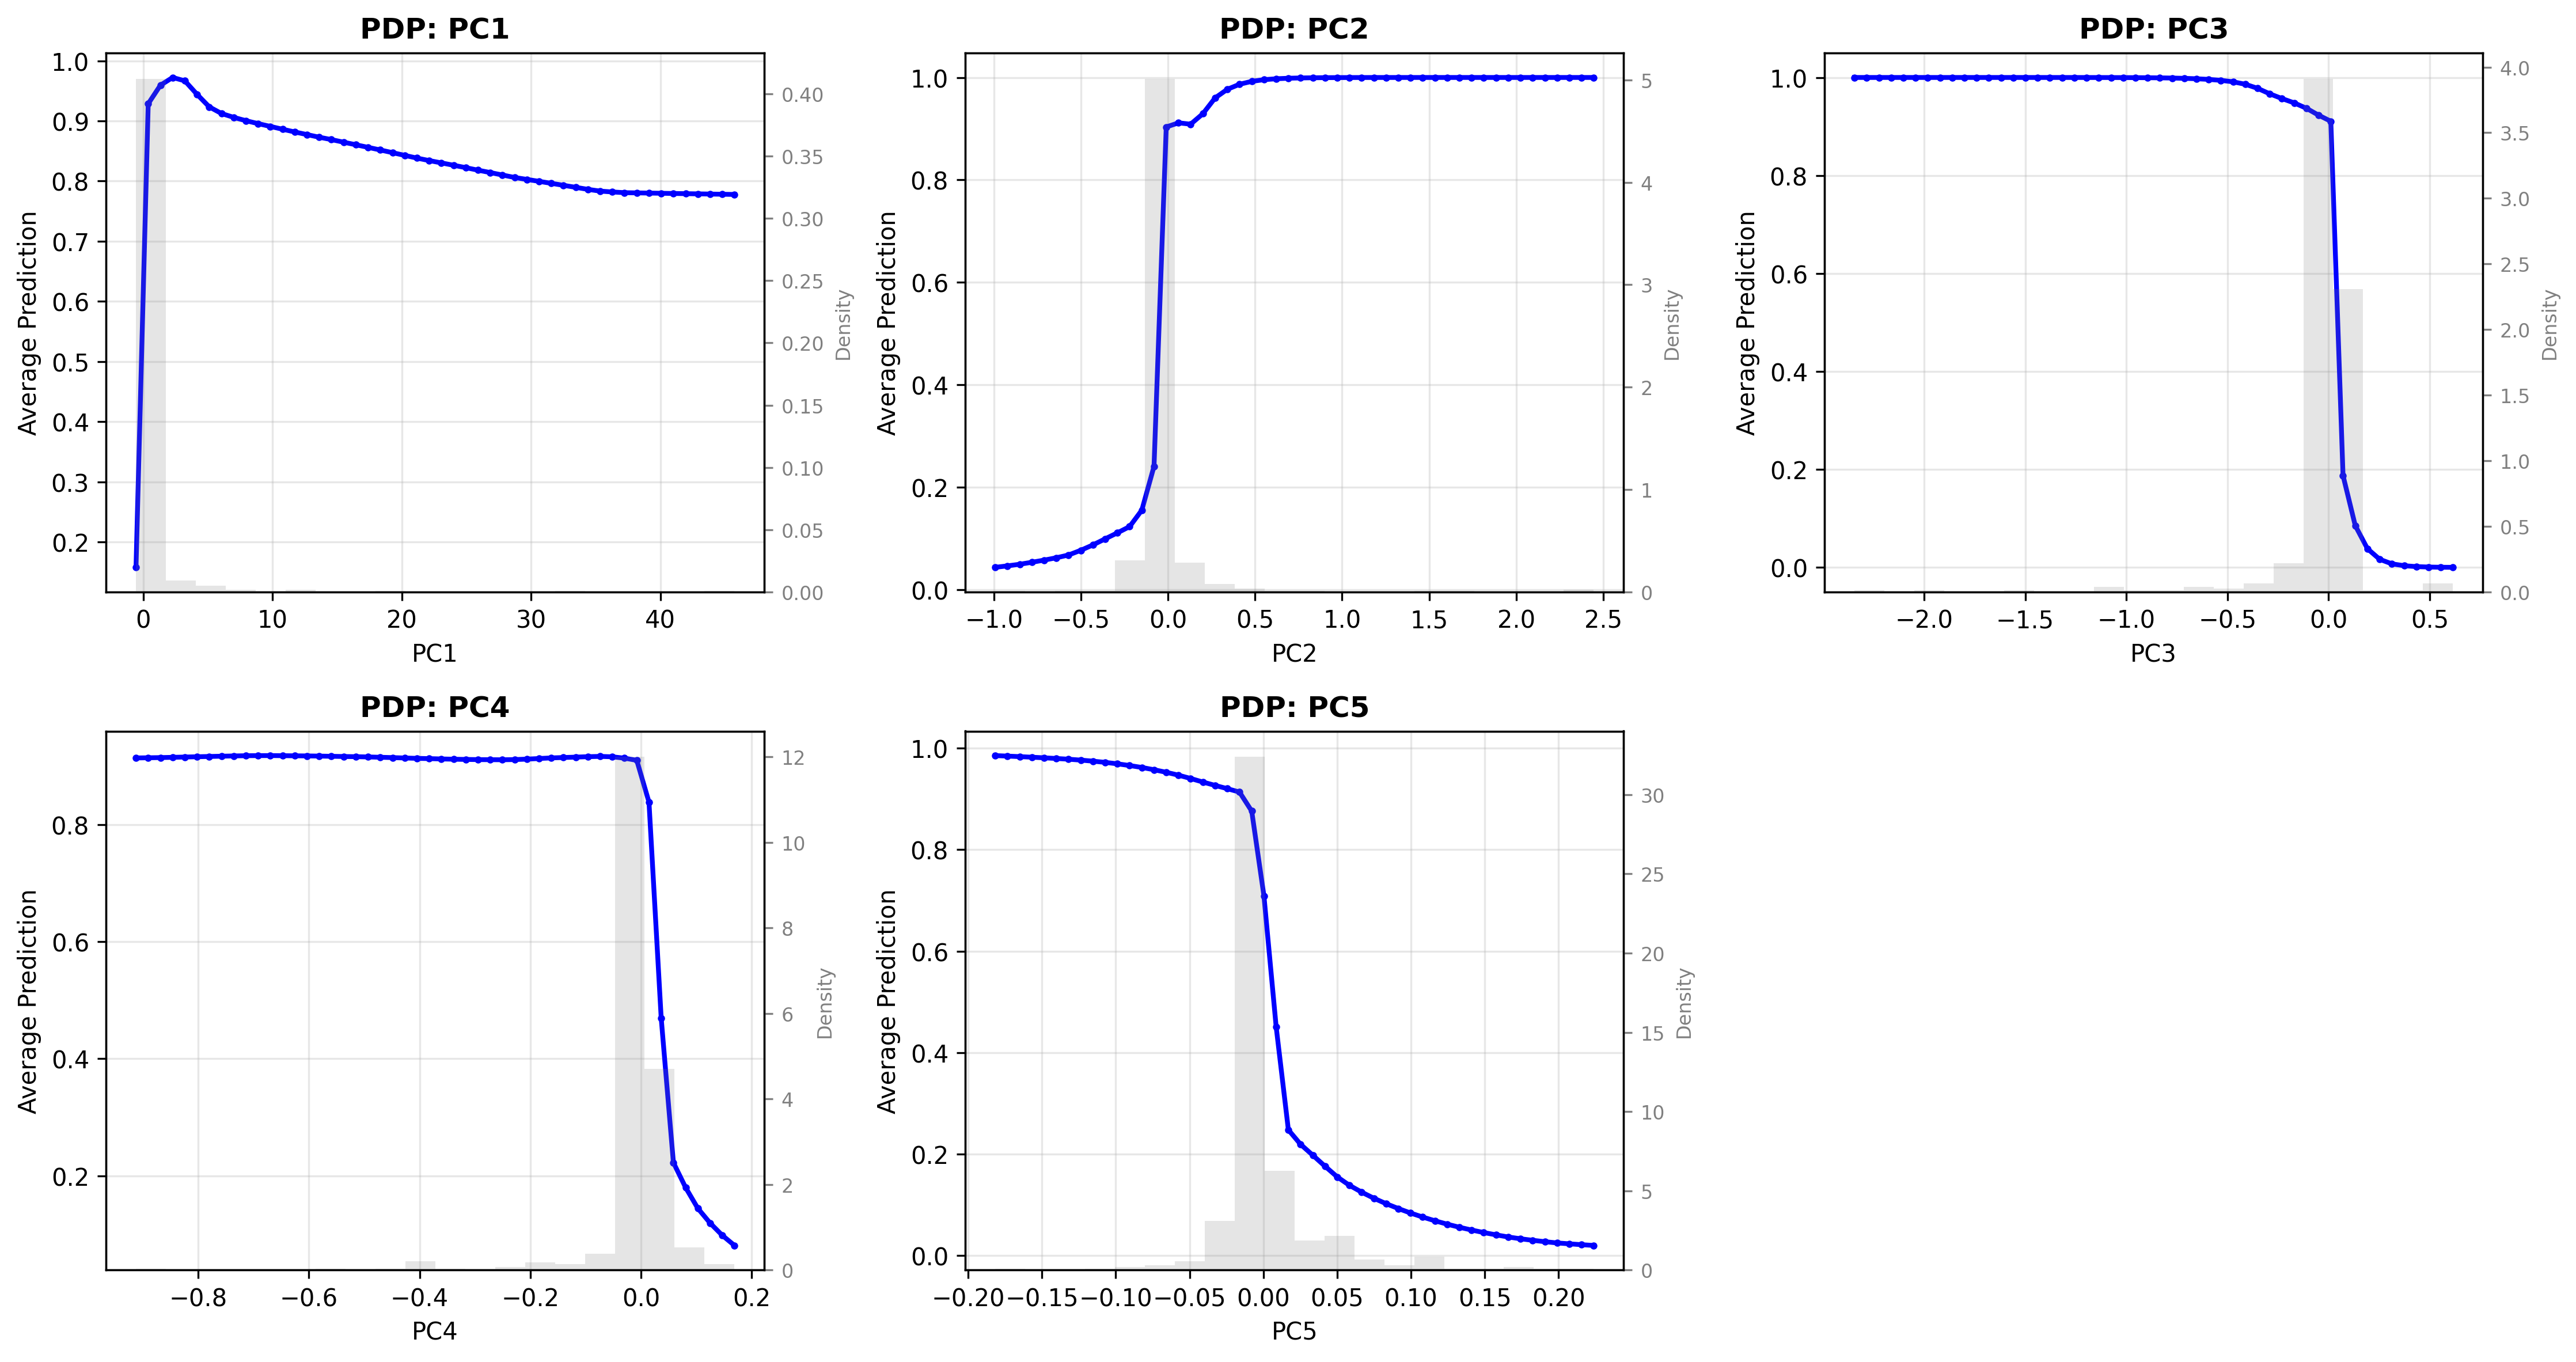 PDP: PC1
1.0
0.9
0.8
0.7
0.6
0.5
0.4
0.3
0.2
Average Prediction
0.40
0.35
0.30
0.25
0.20
0.15
0.10
0.05
0.00
Density
0 10 20 30 40
PC1
PDP: PC2
1.0
0.8
0.6
0.4
0.2
0.0
Average Prediction
5
4
3
2
1
0
Density
−1.0 −0.5 0.0 0.5 1.0 1.5 2.0 2.5
PC2
PDP: PC3
1.0
0.8
0.6
0.4
0.2
0.0
Average Prediction
4.0
3.5
3.0
2.5
2.0
1.5
1.0
0.5
0.0
Density
−2.0 −1.5 −1.0 −0.5 0.0 0.5
PC3
PDP: PC4
0.8
0.6
0.4
0.2
Average Prediction
12
10
8
6
4
2
0
Density
−0.8 −0.6 −0.4 −0.2 0.0 0.2
PC4
PDP: PC5
1.0
0.8
0.6
0.4
0.2
0.0
Average Prediction
30
25
20
15
10
5
0
Density
−0.20 −0.15 −0.10 −0.05 0.00 0.05 0.10 0.15 0.20
PC5